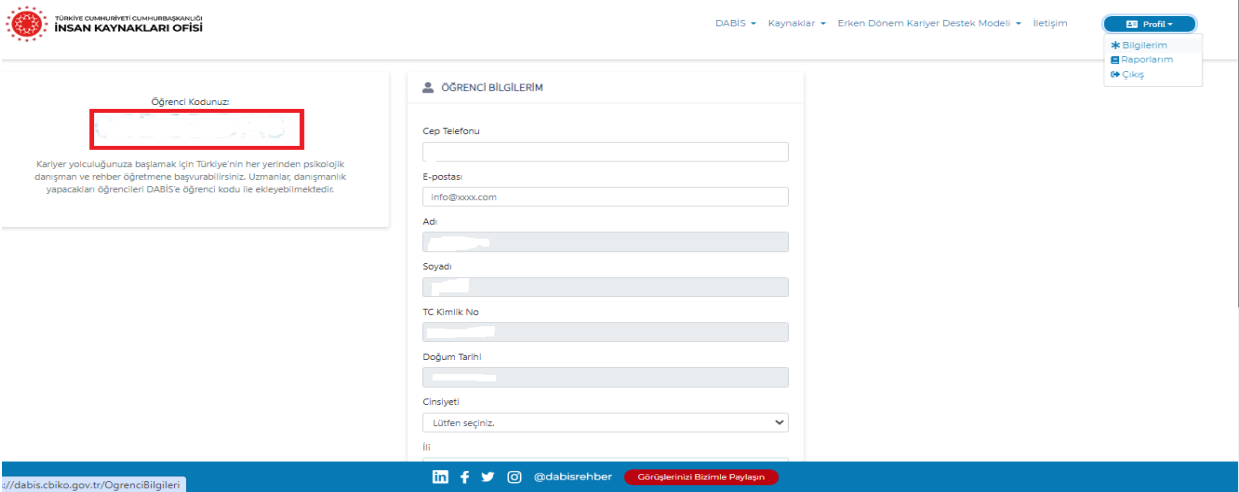 TÜRKİYE CUMHURİYETİ CUMHURBAŞKANLIĞI
İNSAN KAYNAKLARI OFİSİ
DABİS Kaynaklar Erken Dönem Kariyer Destek Modeli İletişim
Profil
Bilgilerim
Raporlarım
Çıkış
Öğrenci Kodunuz:
Kariyer yolculuğunuza başlamak için Türkiye'nin her yerinden psikolojik
danışman ve rehber öğretmene başvurabilirsiniz. Uzmanlar, danışmanlık
yapacakları öğrencileri DABİS'e öğrenci kodu ile ekleyebilmektedir.
ÖĞRENCİ BİLGİLERİM
Cep Telefonu
E-postası
info@xxxx.com
Adı
Soyadı
TC Kimlik No
Doğum Tarihi
Cinsiyeti
Lütfen seçiniz.
İli
@dabisrehber
Görüşlerinizi Bizimle Paylaşın
://dabis.cbiko.gov.tr/OgrenciBilgileri